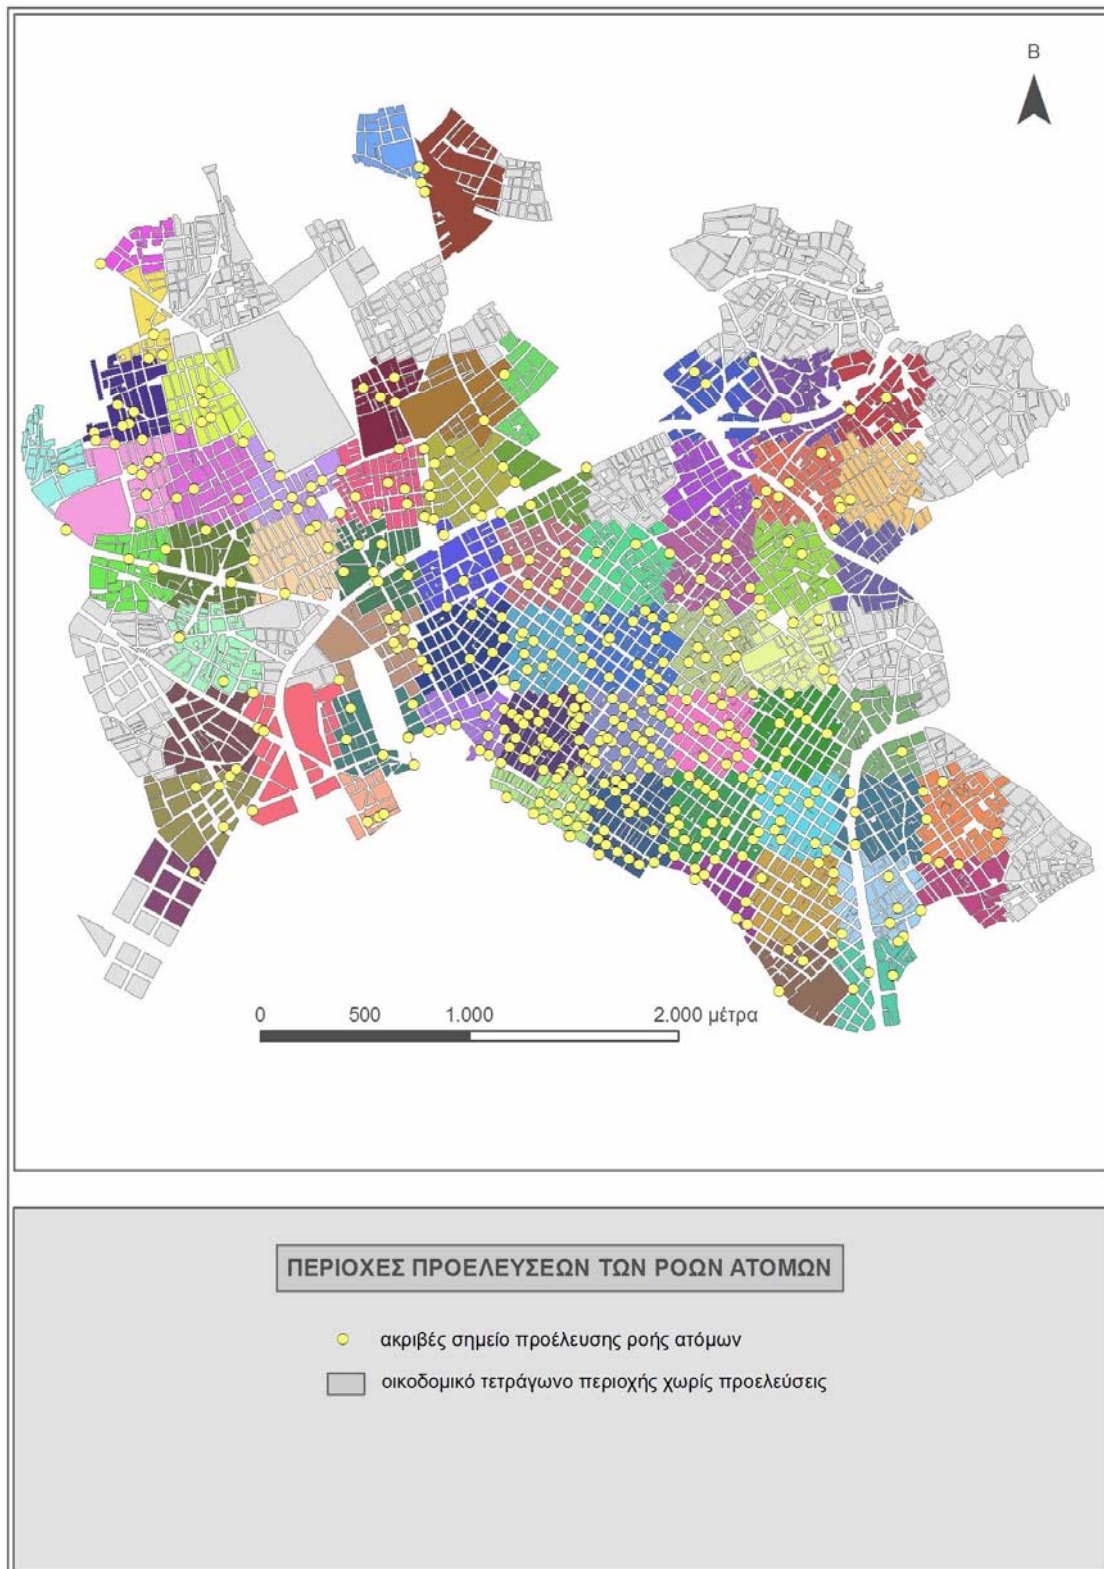 Β
0 500 1.000 2.000 μέτρα
ΠΕΡΙΟΧΕΣ ΠΡΟΕΛΕΥΣΕΩΝ ΤΩΝ ΡΟΩΝ ΑΤΟΜΩΝ
ακριβές σημείο προέλευσης ροής ατόμων
οικοδομικό τετράγωνο περιοχής χωρίς προελεύσεις